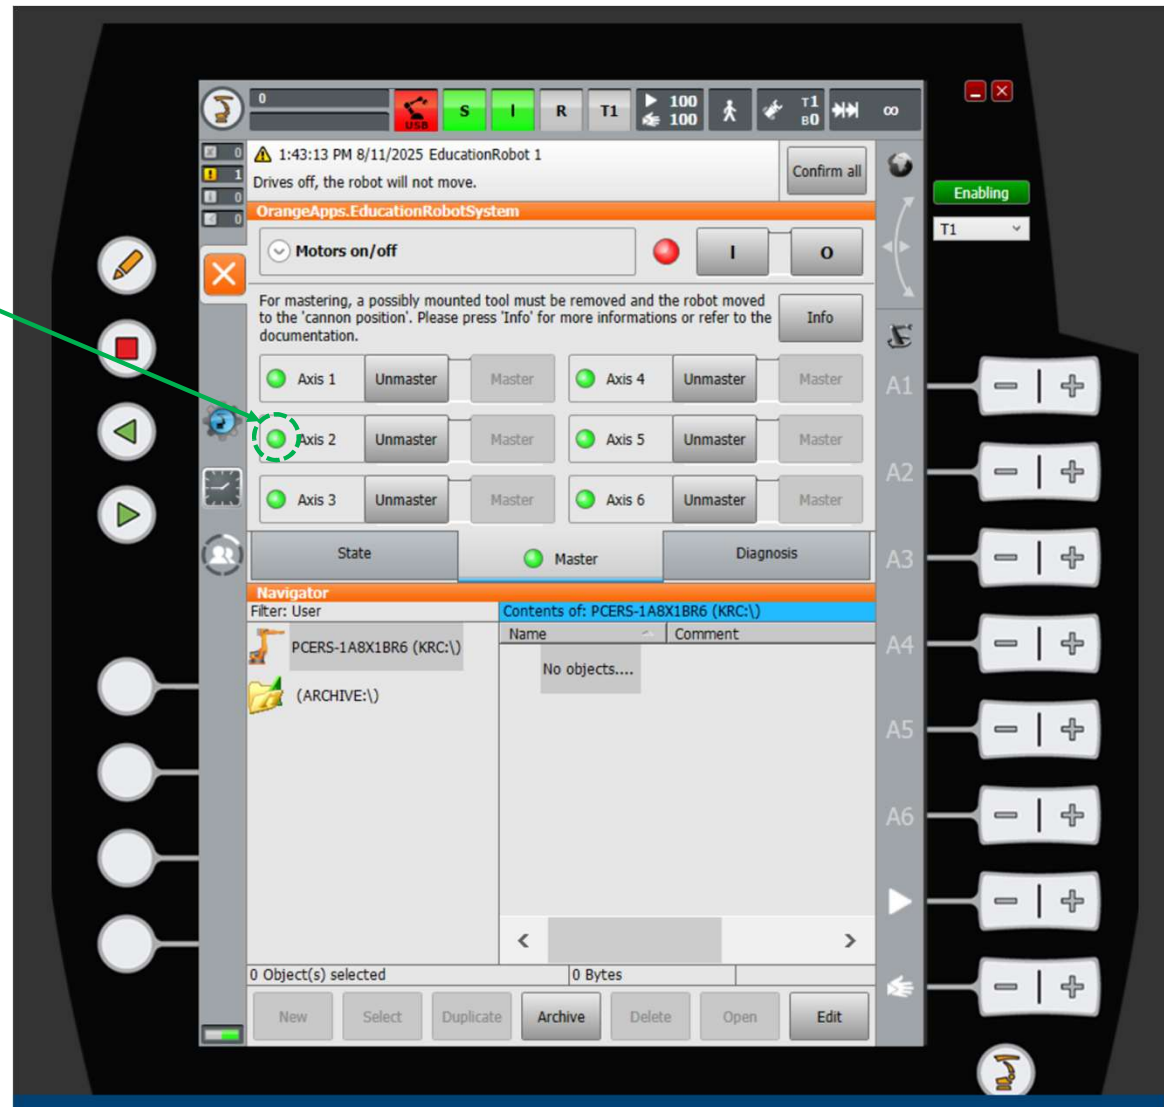 0
USB
S
I
R
T1
100
100
T1
B0
∞
0
1
0
0
1:43:13 PM 8/11/2025 EducationRobot 1
Drives off, the robot will not move.
Confirm all
Enabling
T1
OrangeApps.EducationRobotSystem
Motors on/off
I
O
For mastering, a possibly mounted tool must be removed and the robot moved
to the 'cannon position'. Please press 'Info' for more informations or refer to the
documentation.
Info
Axis 1
Unmaster
Master
Axis 4
Unmaster
Master
A1
Axis 2
Unmaster
Master
Axis 5
Unmaster
Master
A2
Axis 3
Unmaster
Master
Axis 6
Unmaster
Master
State
Master
Diagnosis
A3
Navigator
Filter: User
Contents of: PCERS-1A8X1BR6 (KRC:\)
Name
Comment
PCERS-1A8X1BR6 (KRC:\)
No objects....
A4
(ARCHIVE:\)
A5
A6
0 Object(s) selected
0 Bytes
New
Select
Duplicate
Archive
Delete
Open
Edit